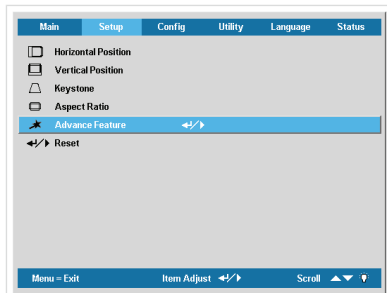 Main Setup Config Utility Language Status
Horizontal Position
Vertical Position
Keystone
Aspect Ratio
Advance Feature
Reset
Menu = Exit Item Adjust Scroll